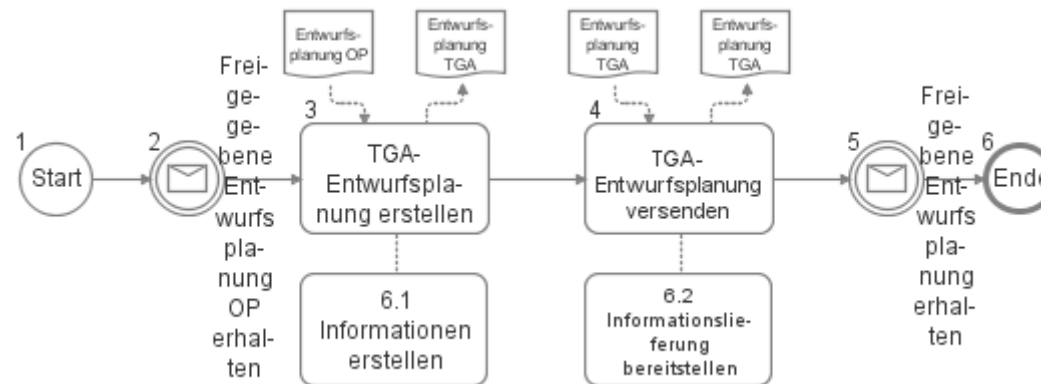 1
Start
2
Frei-
ge-
ge-
bene
Ent-
wurfs
pla-
nung
OP
erhal-
ten
Entwurfs-
planung OP
Entwurfs-
planung
TGA
3
TGA-
Entwurfspla-
nung erstellen
6.1
Informationen
erstellen
Entwurfs-
planung
TGA
Entwurfs-
planung
TGA
4
TGA-
Entwurfsplanung
versenden
6.2
Informationslie-
ferung
bereitstellen
5
Frei-
ge-
bene
Ent-
wurfs
pla-
nung
erhal-
ten
6
Ende